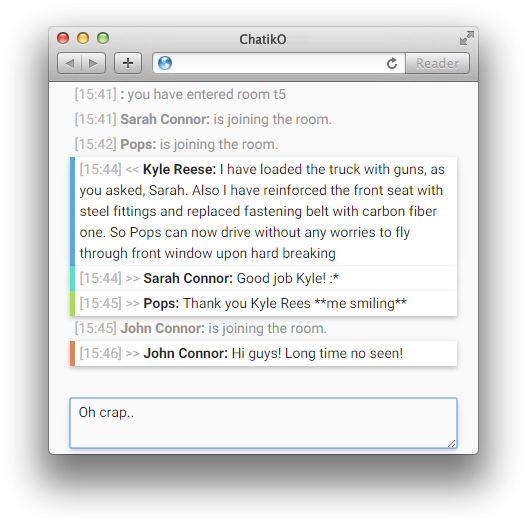 ChatikO
Reader
[15:41] : you have entered room t5
[15:41] Sarah Connor: is joining the room.
[15:42] Pops: is joining the room.
[15:44] << Kyle Reese: I have loaded the truck with guns, as
you asked, Sarah. Also I have reinforced the front seat with
steel fittings and replaced fastening belt with carbon fiber
one. So Pops can now drive without any worries to fly
through front window upon hard breaking
[15:44] >> Sarah Connor: Good job Kyle! :*
[15:45] >> Pops: Thank you Kyle Rees **me smiling**
[15:45] John Connor: is joining the room.
[15:46] >> John Connor: Hi guys! Long time no seen!
Oh crap..